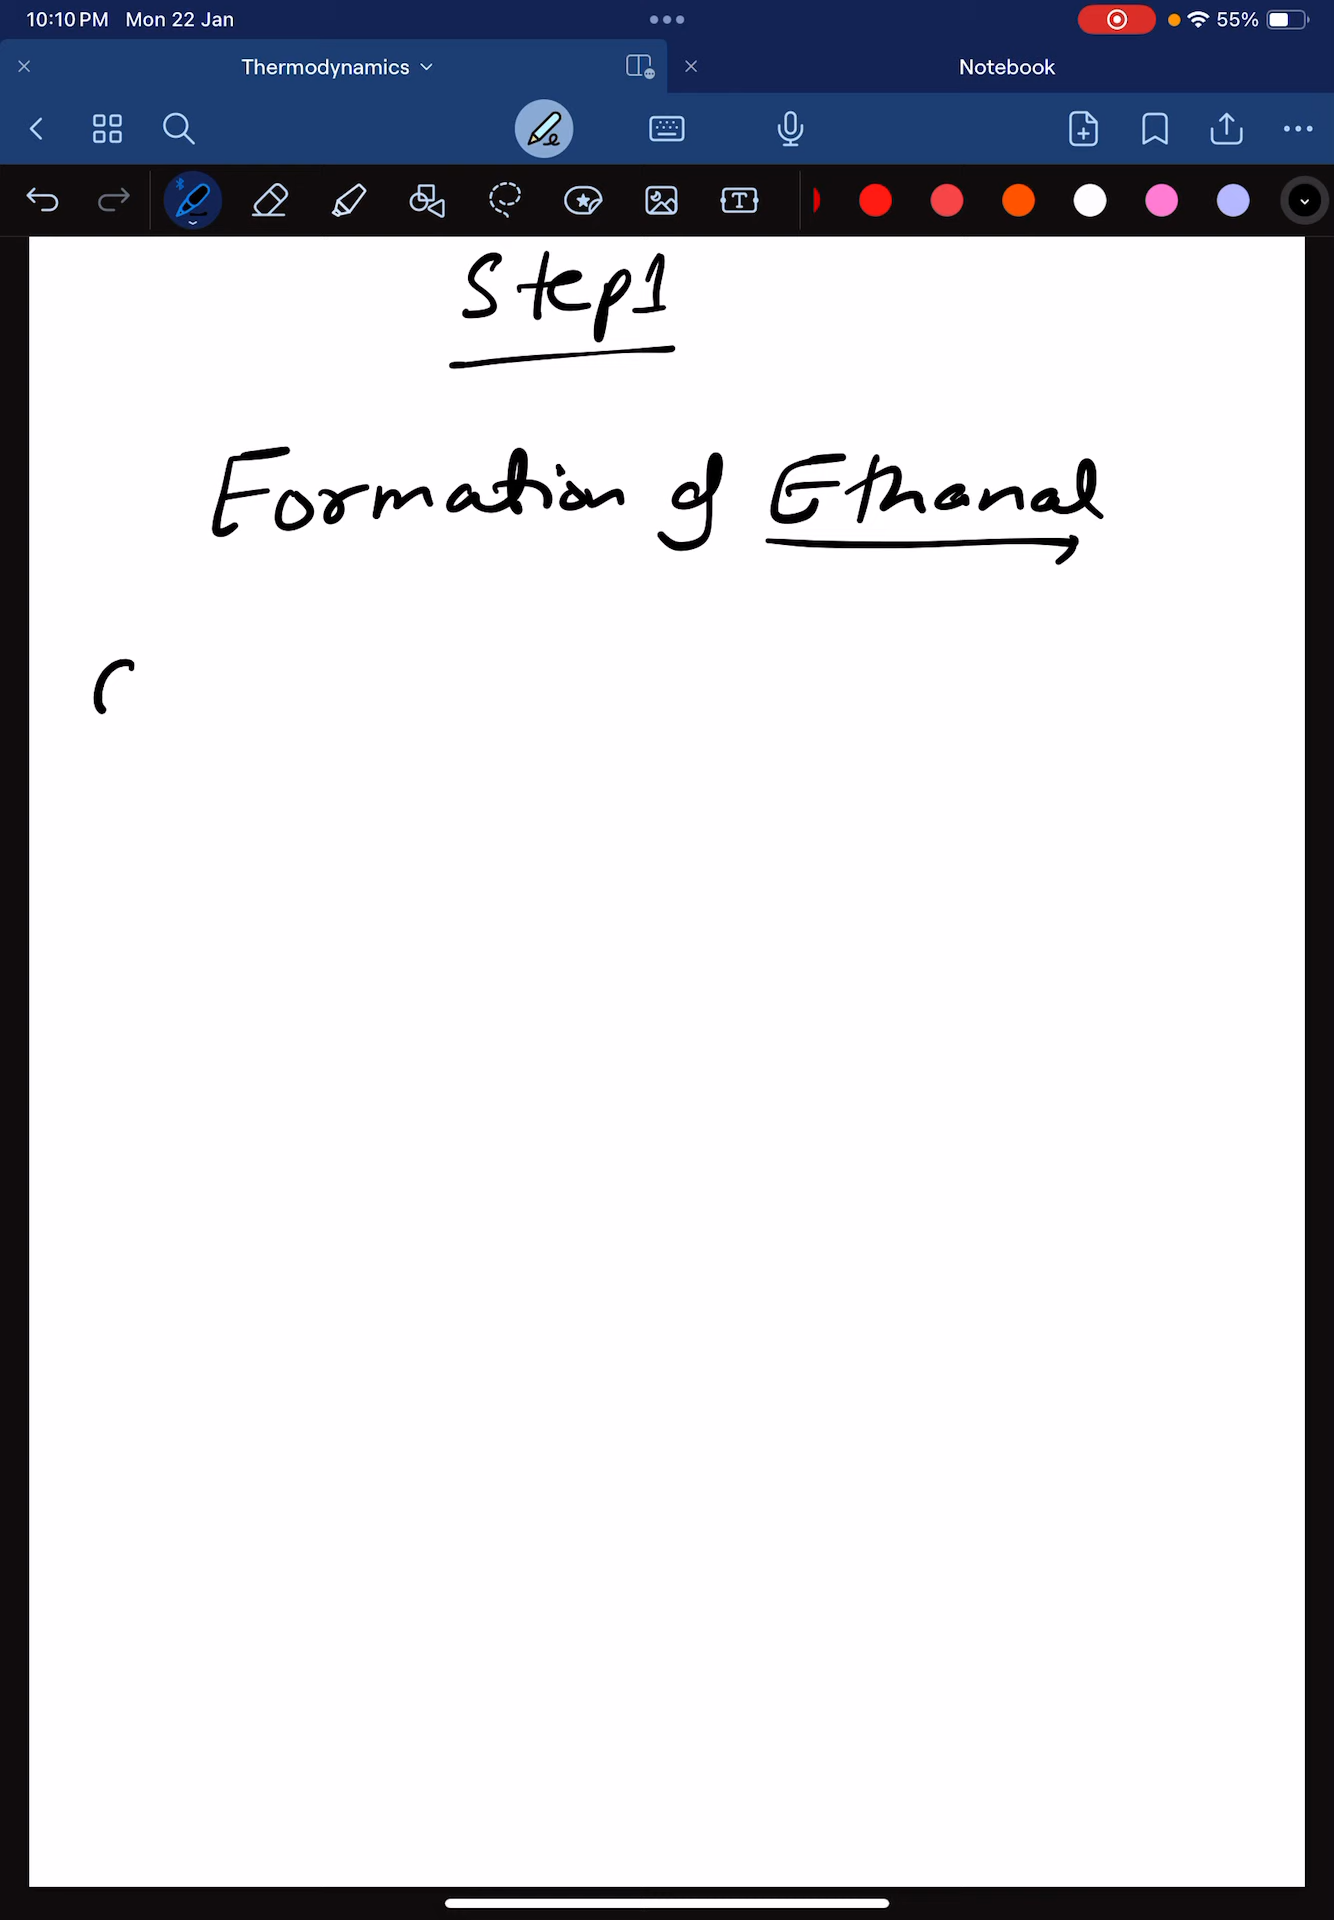 10:10 PM Mon 22 Jan 55%
Thermodynamics Notebook
Step1
Formation of Ethanal
(